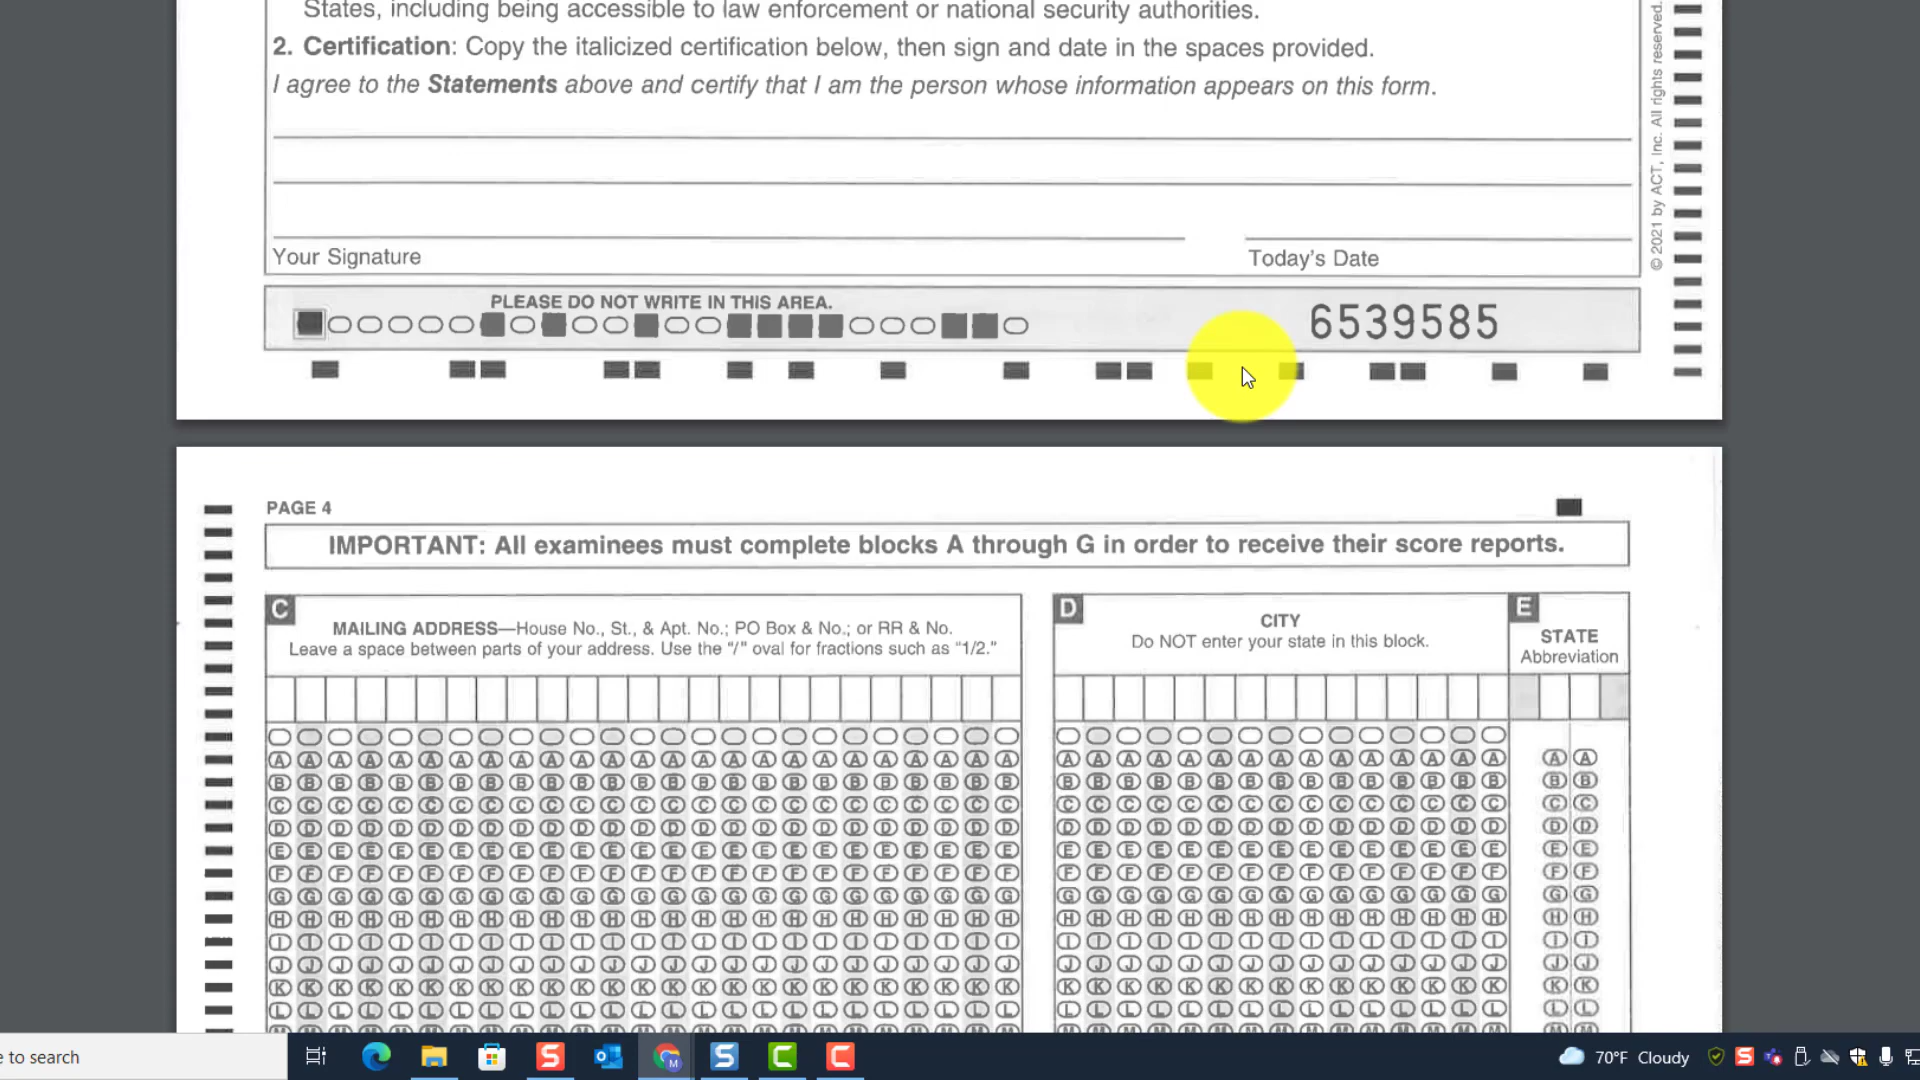 States, including being accessible to law enforcement or national security authorities.
2. Certification: Copy the italicized certification below, then sign and date in the spaces provided.
I agree to the Statements above and certify that I am the person whose information appears on this form.
Your Signature
Today's Date
© 2021 by ACT, Inc. All rights reserved.
PLEASE DO NOT WRITE IN THIS AREA.
6539585
PAGE 4
IMPORTANT: All examinees must complete blocks A through G in order to receive their score reports.
C
MAILING ADDRESS—House No., St., & Apt. No.; PO Box & No.; or RR & No.
Leave a space between parts of your address. Use the "/" oval for fractions such as "1/2."
D
CITY
Do NOT enter your state in this block.
E
STATE
Abbreviation
A A A A A A A A A A A A A A A A A A A A A A A A A A A A A A A A A A A A A A A A A A
B B B B B B B B B B B B B B B B B B B B B B B B B B B B B B B B B B B B B B B B B B
C C C C C C C C C C C C C C C C C C C C C C C C C C C C C C C C C C C C C C C C C C
D D D D D D D D D D D D D D D D D D D D D D D D D D D D D D D D D D D D D D D D D D
E E E E E E E E E E E E E E E E E E E E E E E E E E E E E E E E E E E E E E E E E E
F F F F F F F F F F F F F F F F F F F F F F F F F F F F F F F F F F F F F F F F F F
G G G G G G G G G G G G G G G G G G G G G G G G G G G G G G G G G G G G G G G G G G
H H H H H H H H H H H H H H H H H H H H H H H H H H H H H H H H H H H H H H H H H H
I I I I I I I I I I I I I I I I I I I I I I I I I I I I I I I I I I I I I I I I I I
J J J J J J J J J J J J J J J J J J J J J J J J J J J J J J J J J J J J J J J J J J
K K K K K K K K K K K K K K K K K K K K K K K K K K K K K K K K K K K K K K K K K K
L L L L L L L L L L L L L L L L L L L L L L L L L L L L L L L L L L L L L L L L L L
e to search
70°F Cloudy